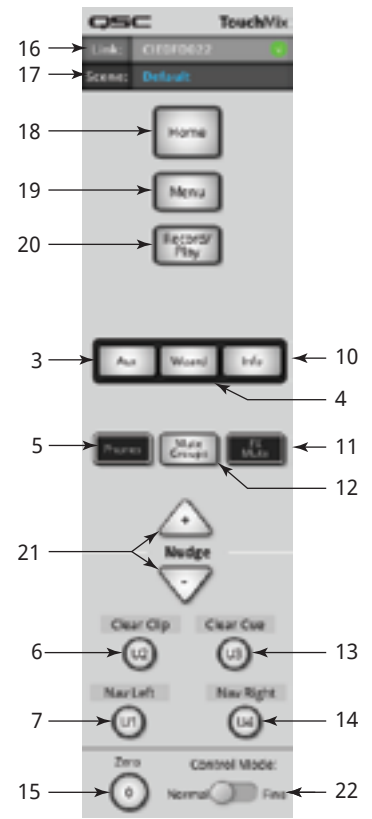 QSC TouchMix
16 Link:
17 Scene: Default
18 Home
19 Menu
20 Record/
Play
3 Aux Wizard Info 10
4
5 Phones Mute
Groups FX
Mute 11
12
+
21 Nudge
-
Clear Clip Clear Cue
6 U2 U3 13
Nav Left Nav Right
7 U1 U4 14
Zero Control Mode:
15 0 Normal Fine 22